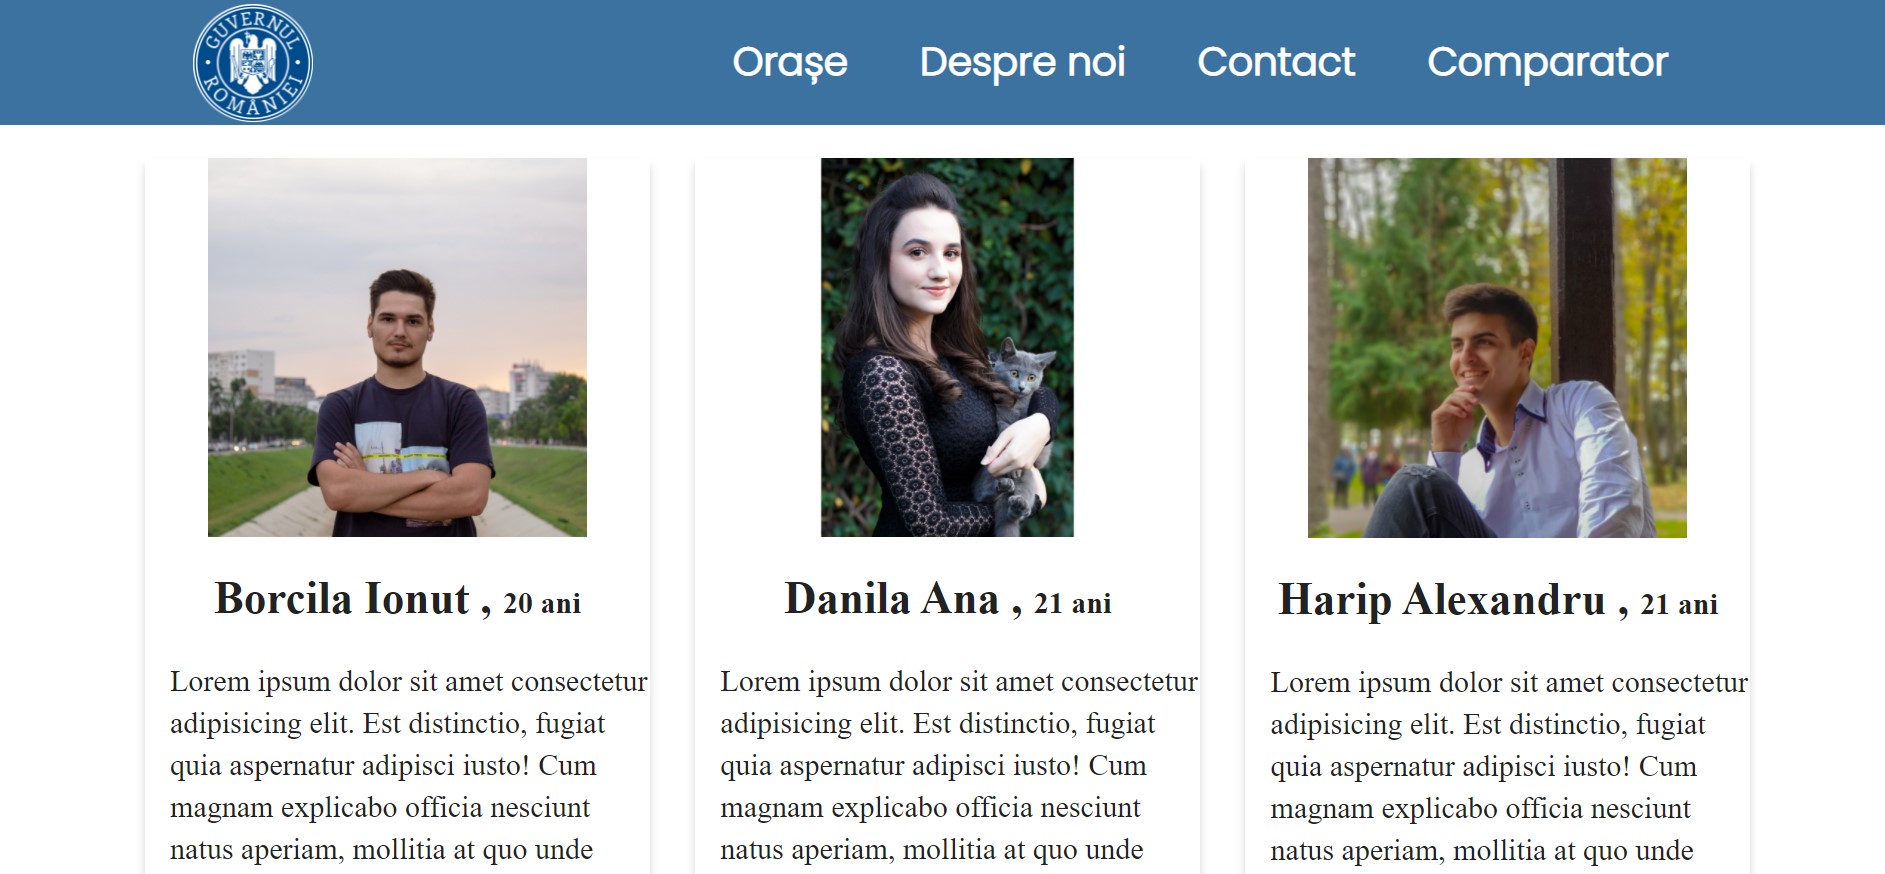 GUVERNUL ROMÂNIEI
Orașe Despre noi Contact Comparator
Borcila Ionut , 20 ani
Lorem ipsum dolor sit amet consectetur
adipisicing elit. Est distinctio, fugiat
quia aspernatur adipisci iusto! Cum
magnam explicabo officia nesciunt
natus aperiam, mollitia at quo unde
Danila Ana , 21 ani
Lorem ipsum dolor sit amet consectetur
adipisicing elit. Est distinctio, fugiat
quia aspernatur adipisci iusto! Cum
magnam explicabo officia nesciunt
natus aperiam, mollitia at quo unde
Harip Alexandru , 21 ani
Lorem ipsum dolor sit amet consectetur
adipisicing elit. Est distinctio, fugiat
quia aspernatur adipisci iusto! Cum
magnam explicabo officia nesciunt
natus aperiam, mollitia at quo unde